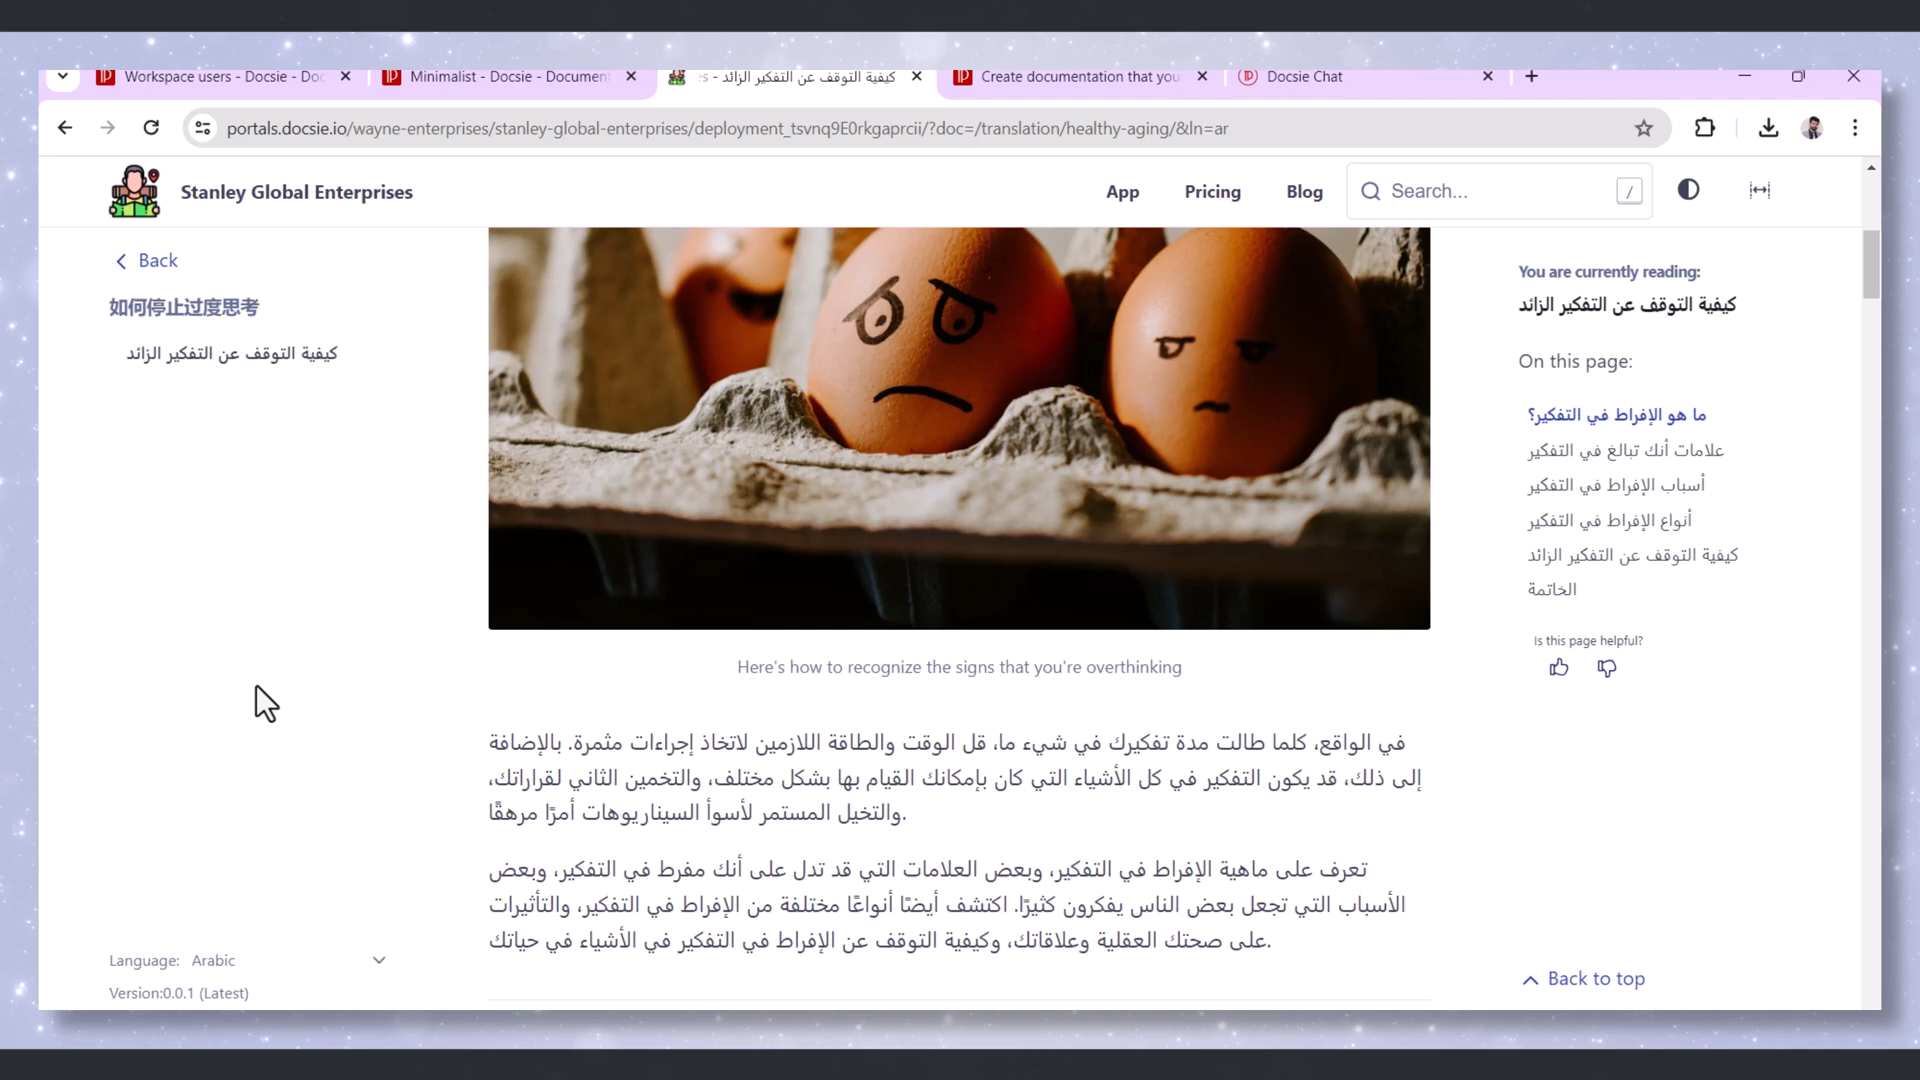 Workspace users - Docsie - Doc
Minimalist - Docsie - Document
كيفية التوقف عن التفكير الزائد - es
Create documentation that you
Docsie Chat
portals.docsie.io/wayne-enterprises/stanley-global-enterprises/deployment_tsvnq9E0rkgaprcii/?doc=/translation/healthy-aging/&ln=ar
Stanley Global Enterprises
App
Pricing
Blog
Search...
/
Back
如何停止过度思考
كيفية التوقف عن التفكير الزائد
Here's how to recognize the signs that you're overthinking
في الواقع، كلما طالت مدة تفكيرك في شيء ما، قل الوقت والطاقة اللازمين لاتخاذ إجراءات مثمرة. بالإضافة
إلى ذلك، قد يكون التفكير في كل الأشياء التي كان بإمكانك القيام بها بشكل مختلف، والتخمين الثاني لقراراتك،
والتخيل المستمر لأسوأ السيناريوهات أمرًا مرهقًا.
تعرف على ماهية الإفراط في التفكير، وبعض العلامات التي قد تدل على أنك مفرط في التفكير، وبعض
الأسباب التي تجعل بعض الناس يفكرون كثيرًا. اكتشف أيضًا أنواعًا مختلفة من الإفراط في التفكير، والتأثيرات
على صحتك العقلية وعلاقاتك، وكيفية التوقف عن الإفراط في التفكير في الأشياء في حياتك.
You are currently reading:
كيفية التوقف عن التفكير الزائد
On this page:
ما هو الإفراط في التفكير؟
علامات أنك تبالغ في التفكير
أسباب الإفراط في التفكير
أنواع الإفراط في التفكير
كيفية التوقف عن التفكير الزائد
الخاتمة
Is this page helpful?
Back to top
Language: Arabic
Version:0.0.1 (Latest)